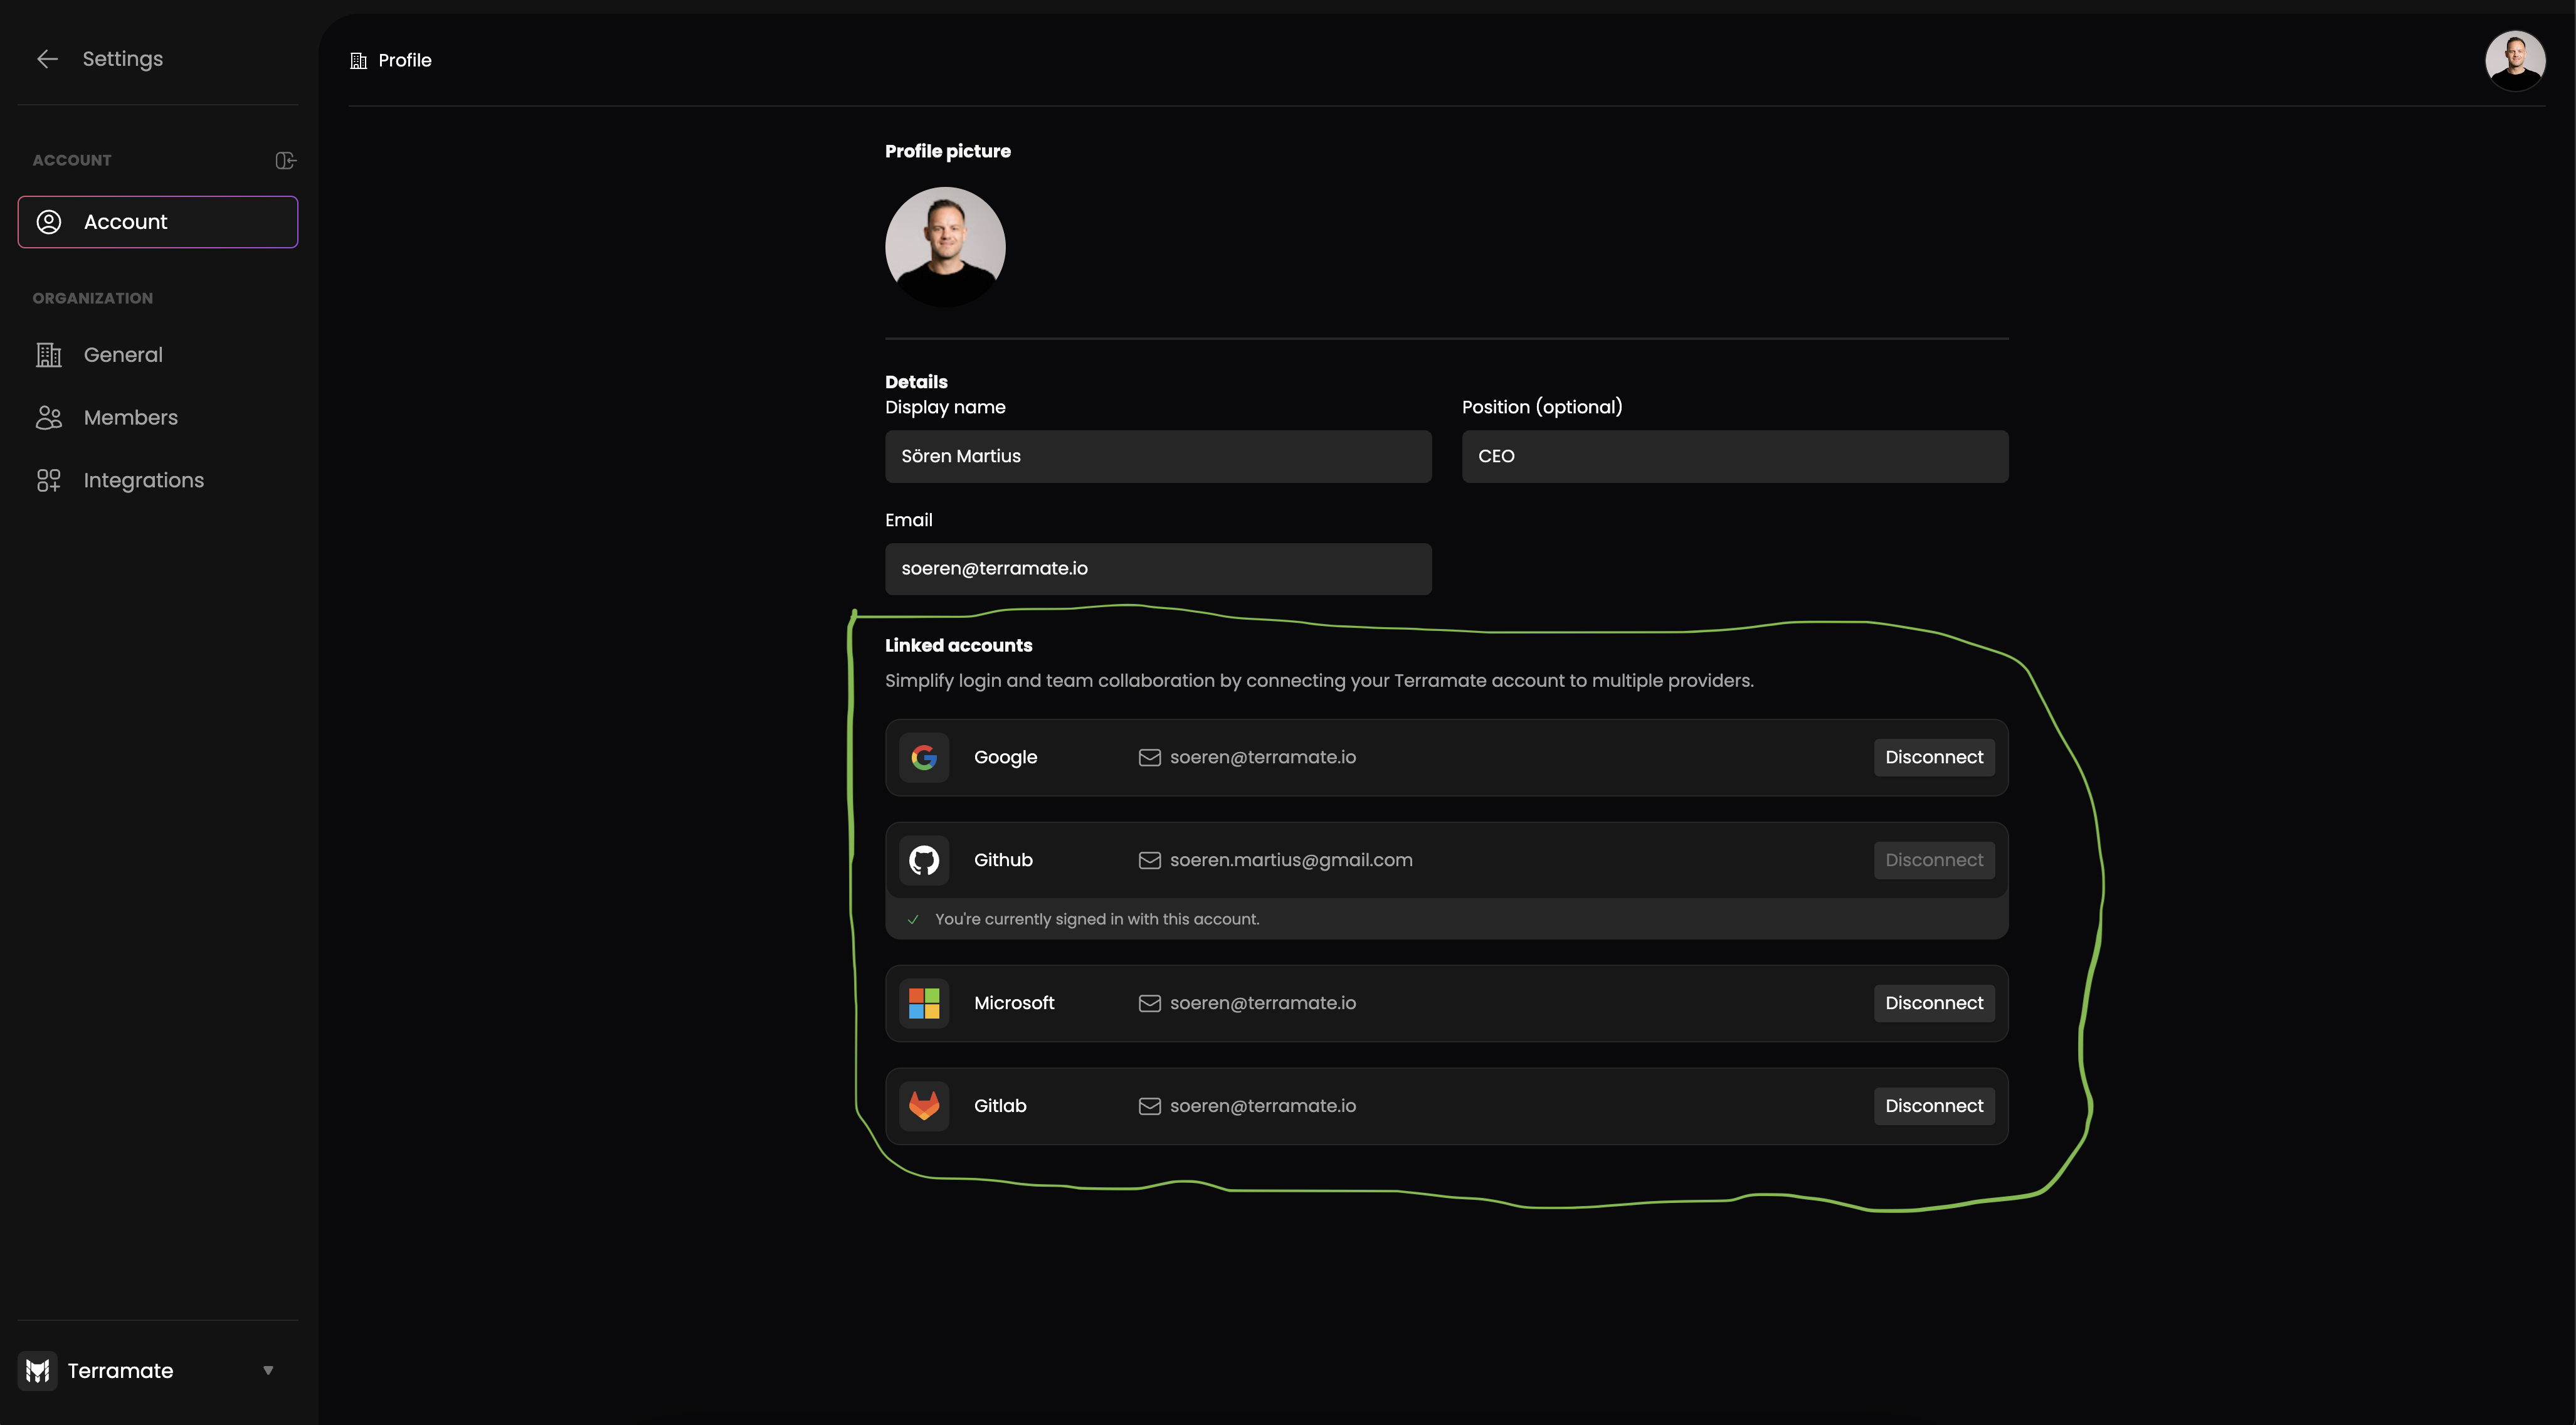 Settings
Profile
ACCOUNT
Account
ORGANIZATION
General
Members
Integrations
Terramate
Profile picture
Details
Display name
Position (optional)
Sören Martius
CEO
Email
soeren@terramate.io
Linked accounts
Simplify login and team collaboration by connecting your Terramate account to multiple providers.
Google soeren@terramate.io Disconnect
Github soeren.martius@gmail.com Disconnect
You're currently signed in with this account.
Microsoft soeren@terramate.io Disconnect
Gitlab soeren@terramate.io Disconnect